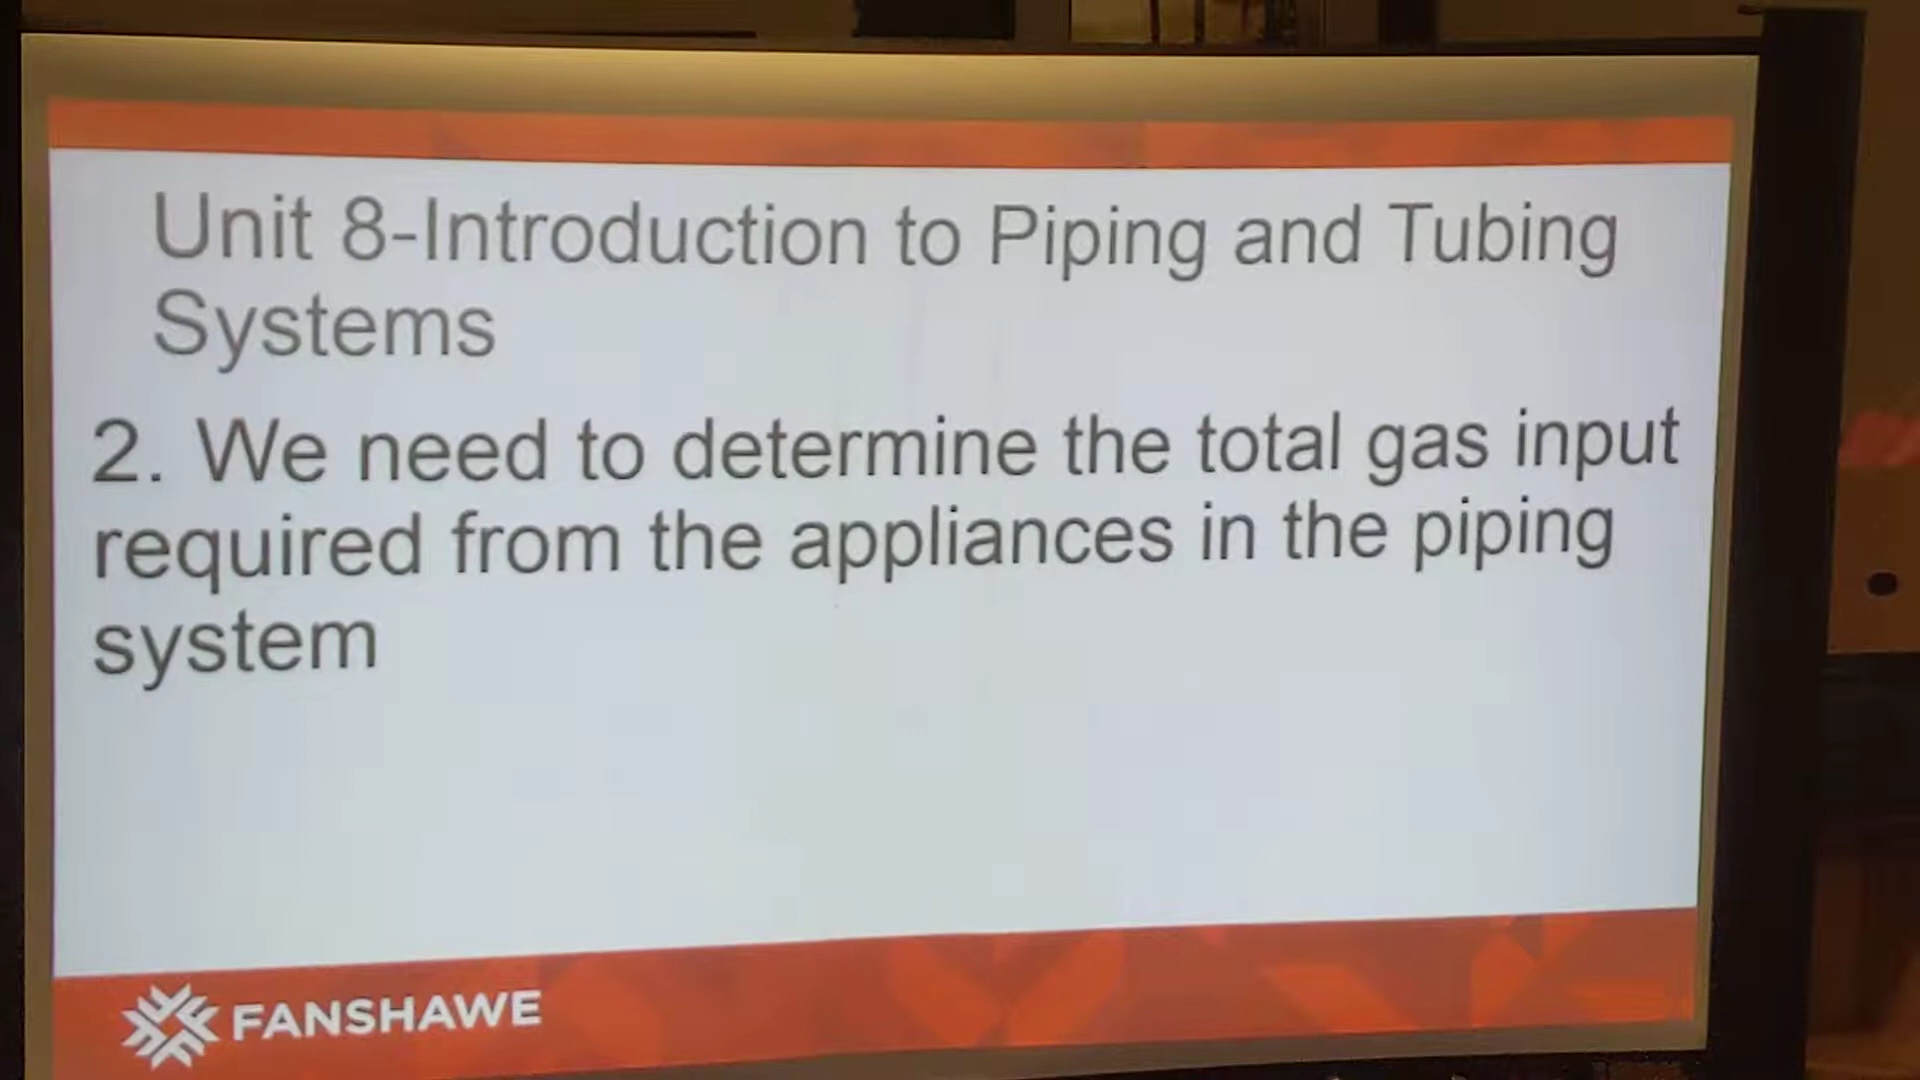 Unit 8-Introduction to Piping and Tubing
Systems
2. We need to determine the total gas input
required from the appliances in the piping
system
FANSHAWE